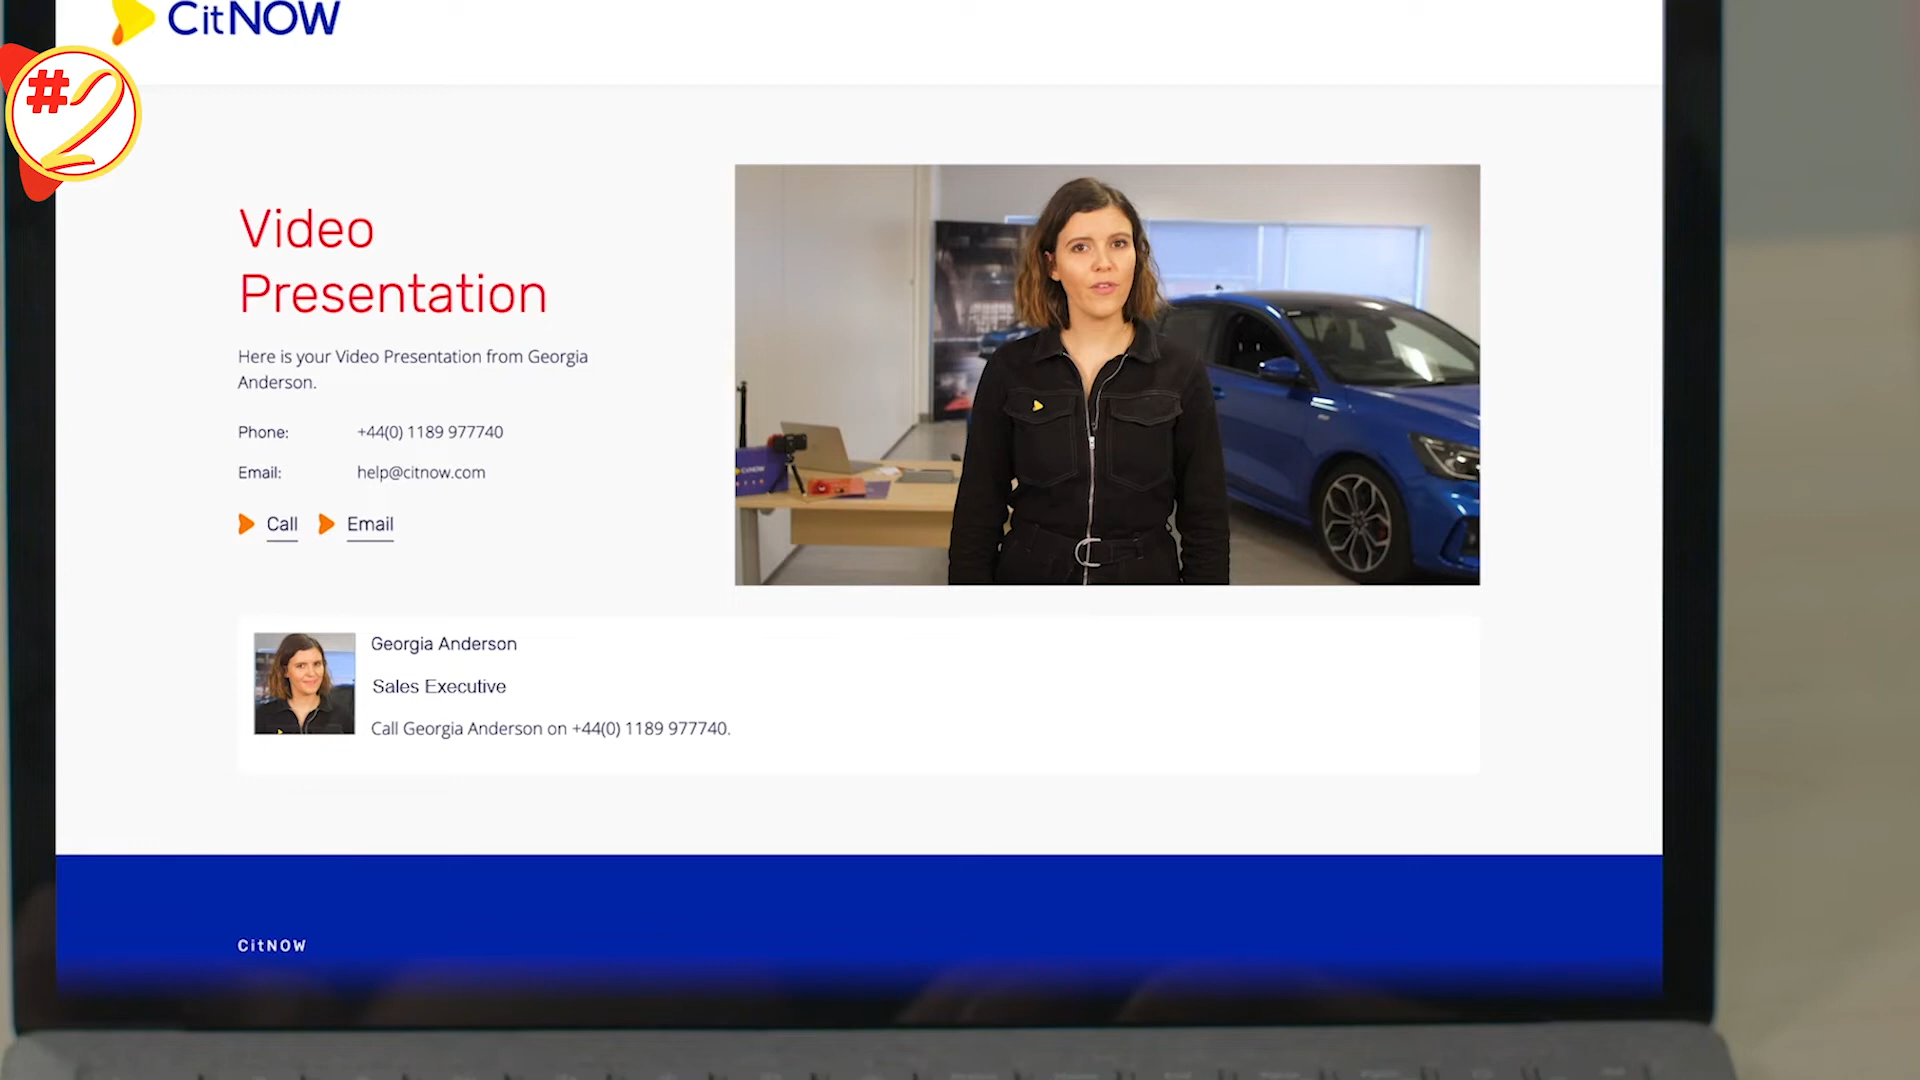 CitNOW
#2
Video
Presentation
Here is your Video Presentation from Georgia
Anderson.
Phone: +44(0) 1189 977740
Email: help@citnow.com
Call Email
CitNOW
Georgia Anderson
Sales Executive
Call Georgia Anderson on +44(0) 1189 977740.
CitNOW